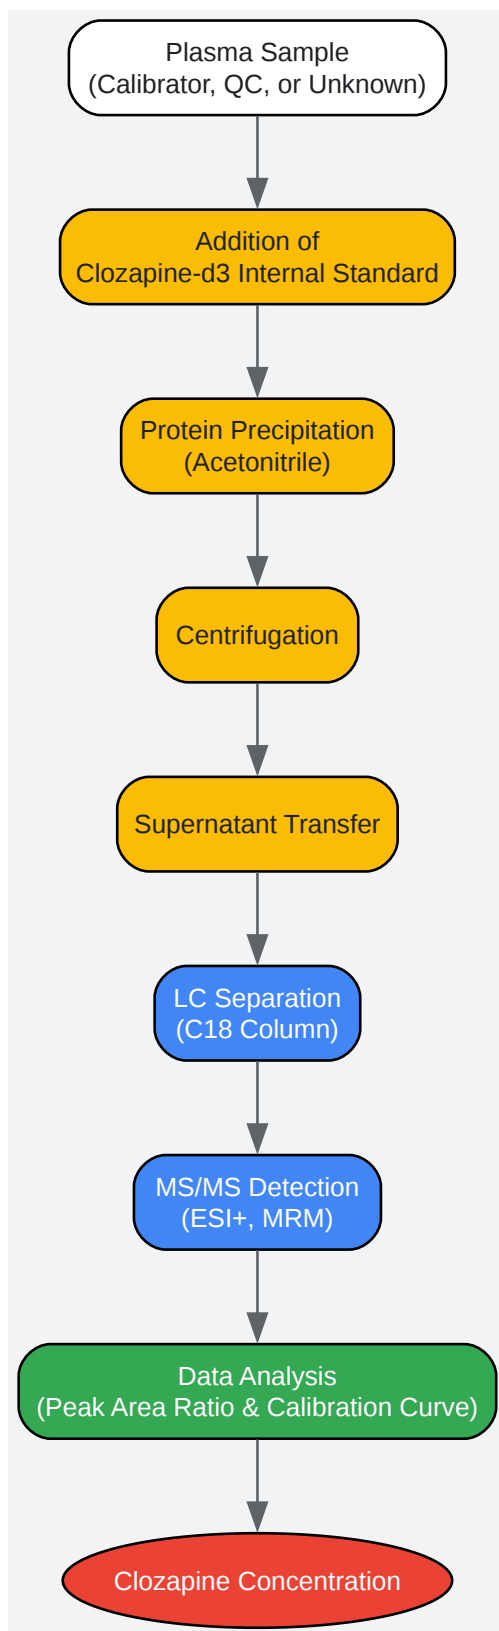 Plasma Sample
(Calibrator, QC, or Unknown)
Addition of
Clozapine-d3 Internal Standard
Protein Precipitation
(Acetonitrile)
Centrifugation
Supernatant Transfer
LC Separation
(C18 Column)
MS/MS Detection
(ESI+, MRM)
Data Analysis
(Peak Area Ratio & Calibration Curve)
Clozapine Concentration